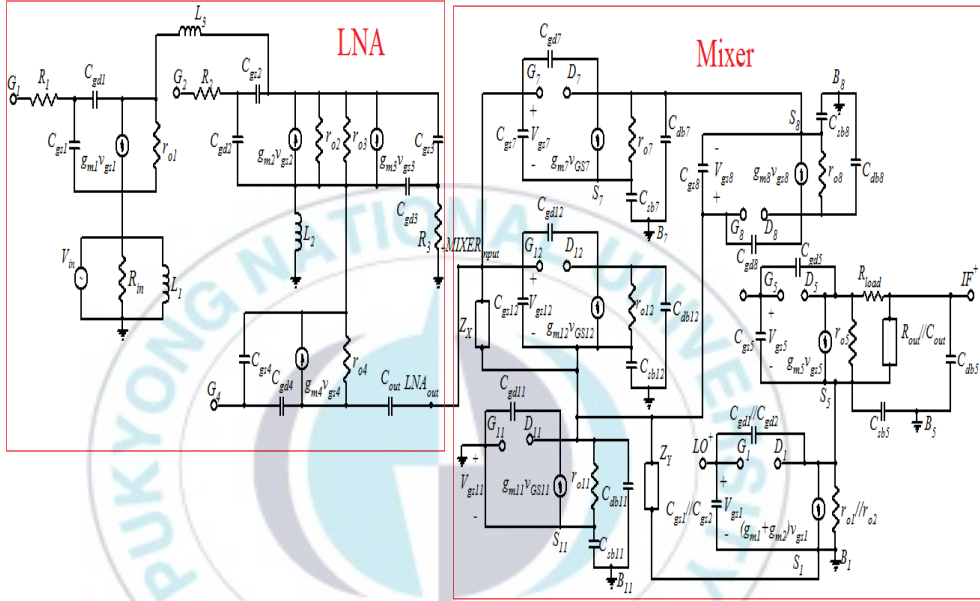 LNA
L3
Cgd1
R1
G1
Cgs1
gm1vgs1
ro1
G2
R2
Cgs2
Cgd2
gm2vgs2
ro2
ro3
gm3vgs3
Cgs3
Cgd3
L2
R3
Vin
Rin
L1
Cgs4
Cgd4
gm4vgs4
ro4
G4
Cout
LNAout
Mixer
MIXERinput
Cgd7
G7
D7
Cgs7
+
Vgs7
-
gm7vGS7
S7
ro7
Cdb7
Csb7
B7
B8
S8
Csb8
Cgs8
-
Vgs8
+
gm8vgs8
ro8
Cdb8
G8
D8
Cgd8
Cgd12
G12
D12
ZX
Cgs12
+
Vgs12
-
gm12vGS12
ro12
Cdb12
Csb12
Cgd5
G5
D5
Rload
IF+
Cgs5
+
Vgs5
-
gm5vgs5
S5
ro5
Rout//Cout
Cdb5
Csb5
B5
Cgd11
G11
D11
+
Vgs11
-
gm11vGS11
S11
ro11
Cdb11
Csb11
B11
ZY
Cgd1//Cgd2
LO+
G1
D1
Cgs1//Cgs2
+
Vgs1
-
(gm1+gm2)vgs1
S1
ro1//ro2
B1
PUKYONG NATIONAL UNIVERSITY